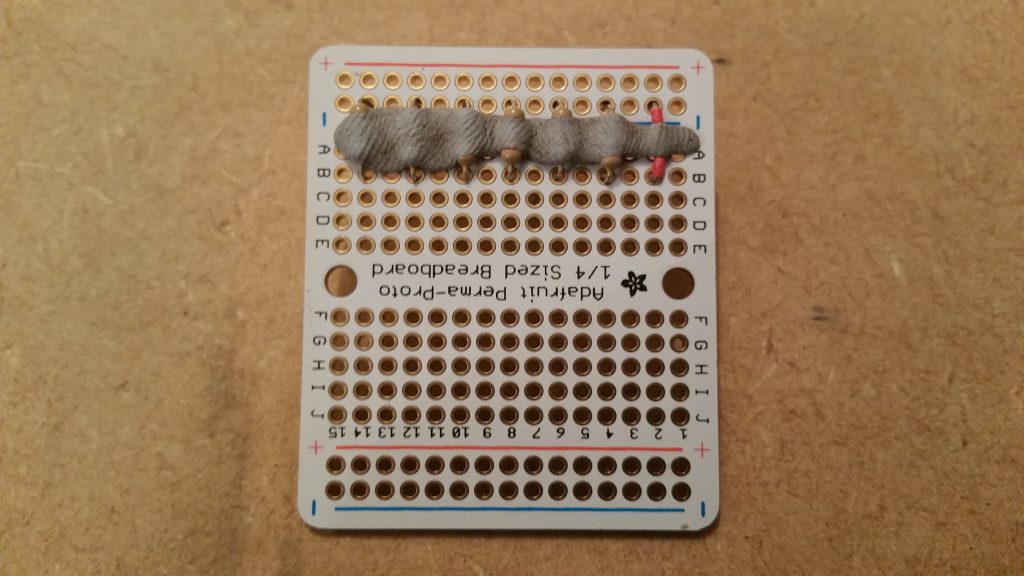 + +
- -
A A
B B
C C
D D
E E
Adafruit Perma-Proto
1/4 Sized Breadboard
F F
G G
H H
I I
J J
1 2 3 4 5 6 7 8 9 10 11 12 13 14 15
+ +
- -